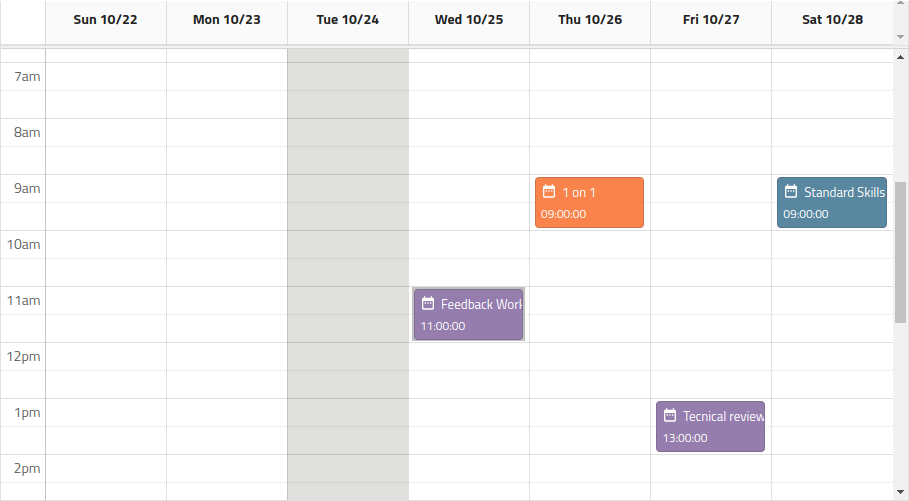 Sun 10/22 Mon 10/23 Tue 10/24 Wed 10/25 Thu 10/26 Fri 10/27 Sat 10/28
7am
8am
9am
1 on 1
09:00:00
Standard Skills
09:00:00
10am
11am
Feedback Work
11:00:00
12pm
1pm
Tecnical review
13:00:00
2pm